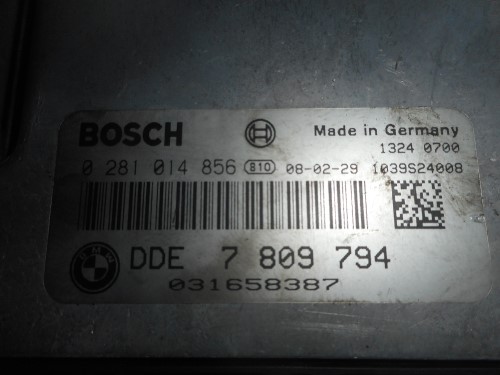 BOSCH Made in Germany
1324 0700
0 281 014 856 810 08-02-29 1039S24008
BMW DDE 7 809 794
031658387